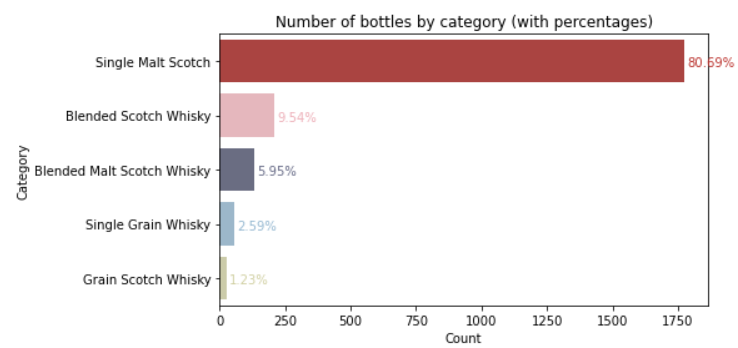 Number of bottles by category (with percentages)
Category
Single Malt Scotch
80.69%
Blended Scotch Whisky
9.54%
Blended Malt Scotch Whisky
5.95%
Single Grain Whisky
2.59%
Grain Scotch Whisky
1.23%
0 250 500 750 1000 1250 1500 1750
Count